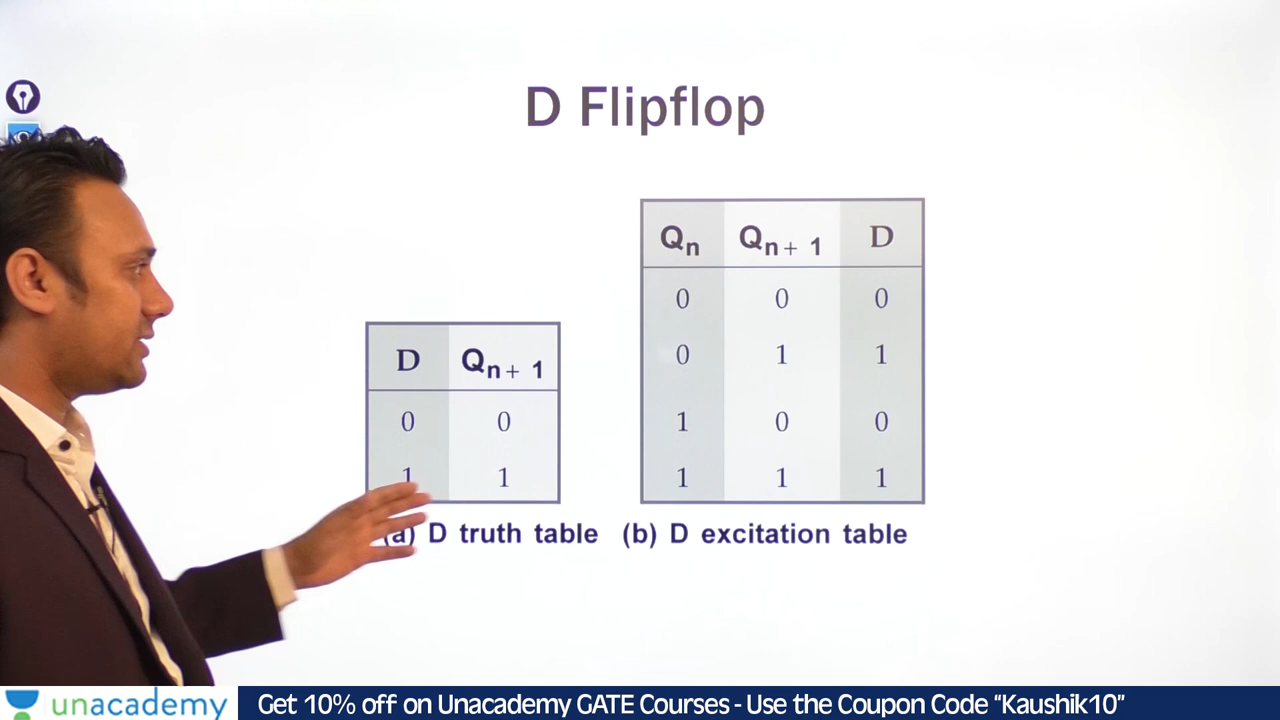 D Flipflop
D Qn+1
0 0
1 1
(a) D truth table
Qn Qn+1 D
0 0 0
0 1 1
1 0 0
1 1 1
(b) D excitation table
unacademy
Get 10% off on Unacademy GATE Courses - Use the Coupon Code “Kaushik10”